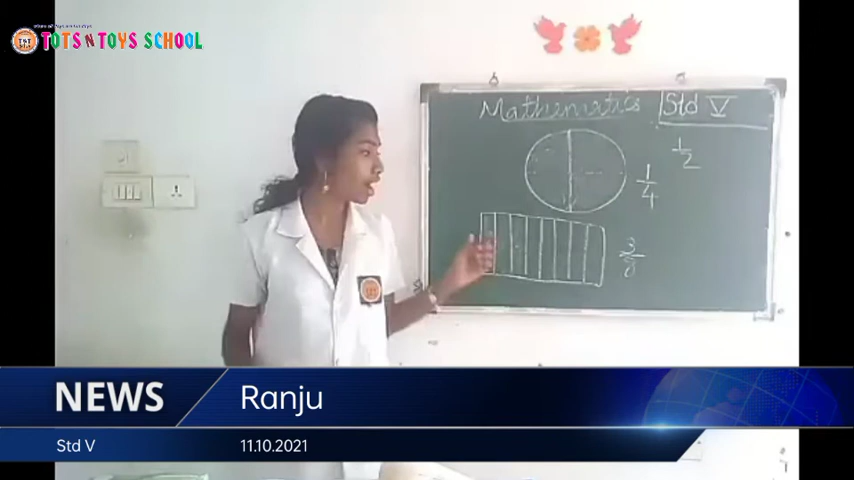 TOTS N TOYS SCHOOL
Mathematics Std V
1/2
1/4
3/8
NEWS Ranju
Std V 11.10.2021